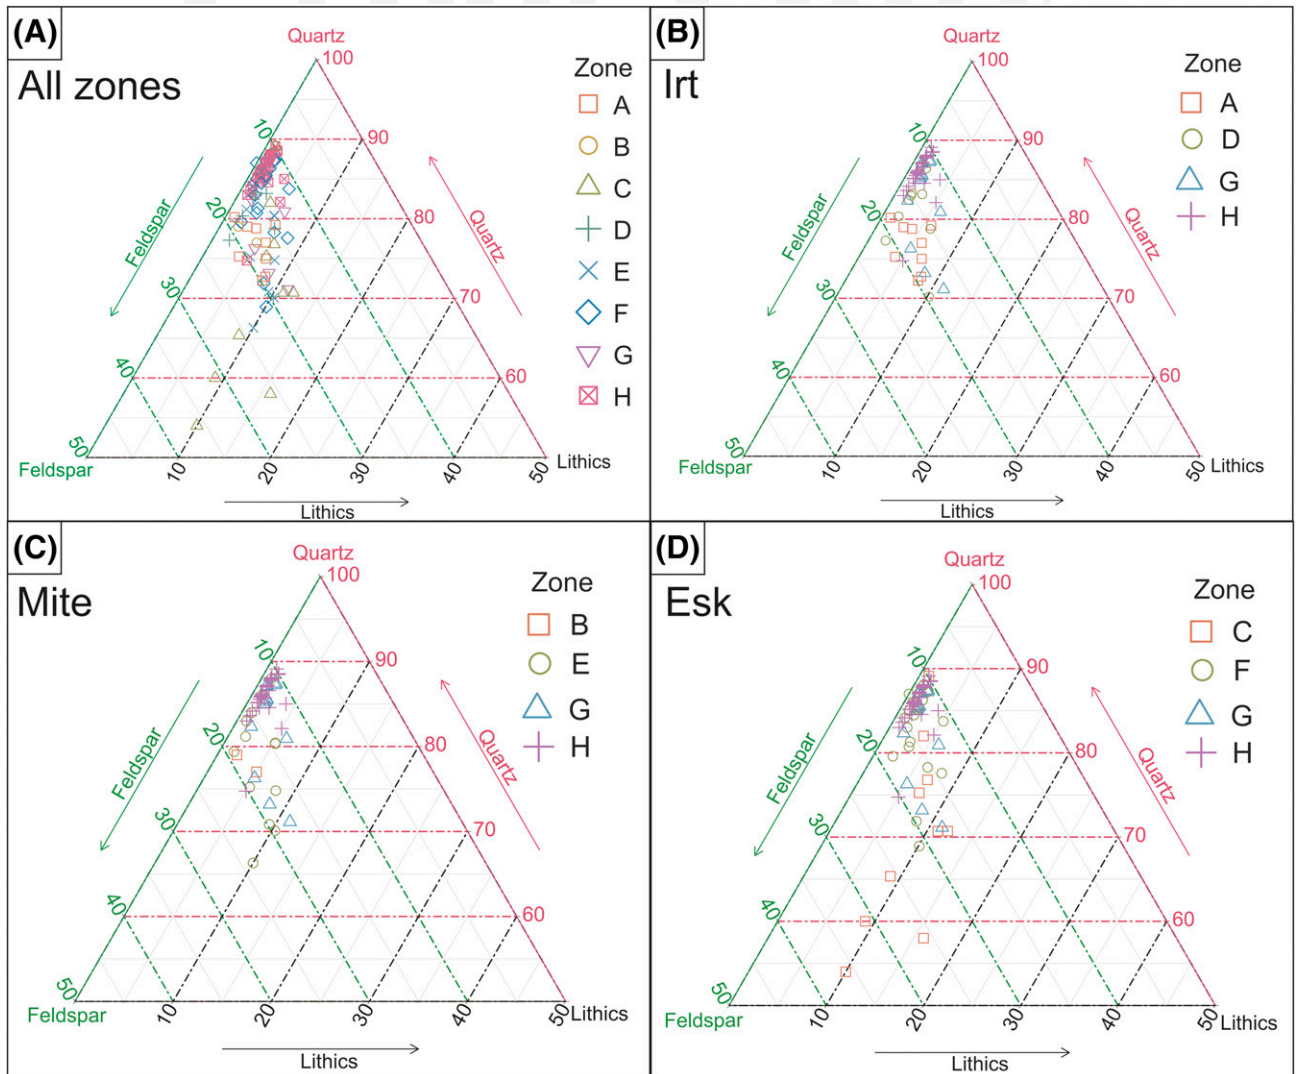 (A)
All zones
Quartz
100
90
80
70
60
10
20
30
40
50
Feldspar
Feldspar
Quartz
10
20
30
40
50
Lithics
Lithics
Zone
A
B
C
D
E
F
G
H
(B)
Irt
Quartz
100
90
80
70
60
10
20
30
40
50
Feldspar
Feldspar
Quartz
10
20
30
40
50
Lithics
Lithics
Zone
A
D
G
H
(C)
Mite
Quartz
100
90
80
70
60
10
20
30
40
50
Feldspar
Feldspar
Quartz
10
20
30
40
50
Lithics
Lithics
Zone
B
E
G
H
(D)
Esk
Quartz
100
90
80
70
60
10
20
30
40
50
Feldspar
Feldspar
Quartz
10
20
30
40
50
Lithics
Lithics
Zone
C
F
G
H